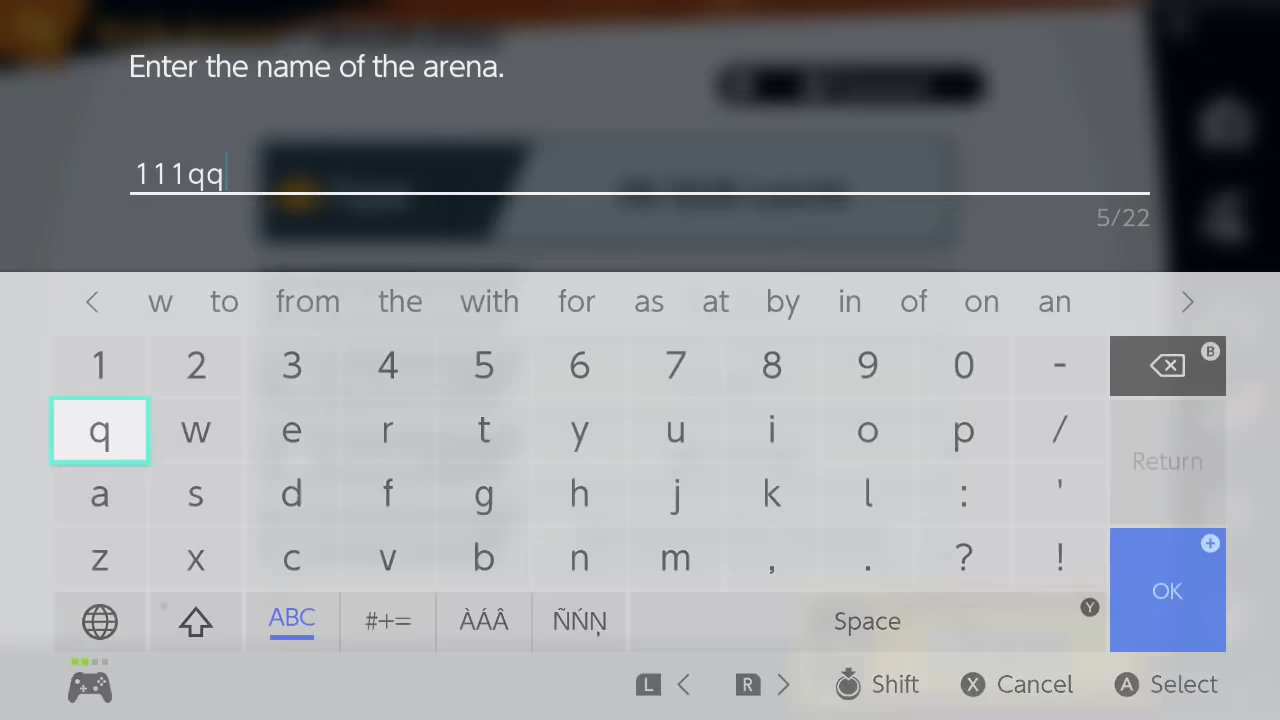 Enter the name of the arena.
111qq
5/22
w to from the with for as at by in of on an
1 2 3 4 5 6 7 8 9 0 - B
q w e r t y u i o p /
Return
a s d f g h j k l : '
z x c v b n m , . ? ! +
OK
ABC #+= ÀÁÂ ÑŃŅ Space Y
L R Shift X Cancel A Select